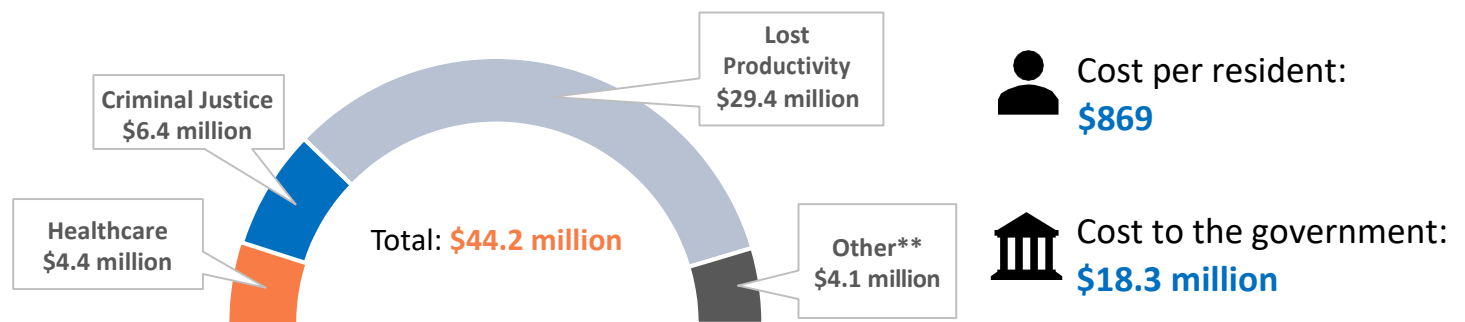 Lost
Productivity
$29.4 million
Criminal Justice
$6.4 million
Healthcare
$4.4 million
Total: $44.2 million
Other**
$4.1 million
Cost per resident:
$869
Cost to the government:
$18.3 million